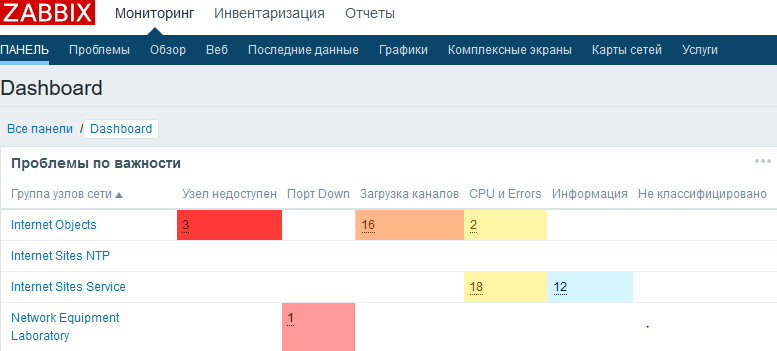 ZABBIX Мониторинг Инвентаризация Отчеты
ПАНЕЛЬ Проблемы Обзор Веб Последние данные Графики Комплексные экраны Карты сетей Услуги
Dashboard
Все панели / Dashboard
Проблемы по важности
Группа узлов сети Узел недоступен Порт Down Загрузка каналов CPU и Errors Информация Не классифицировано
Internet Objects 3 16 2
Internet Sites NTP
Internet Sites Service 18 12
Network Equipment 1
Laboratory